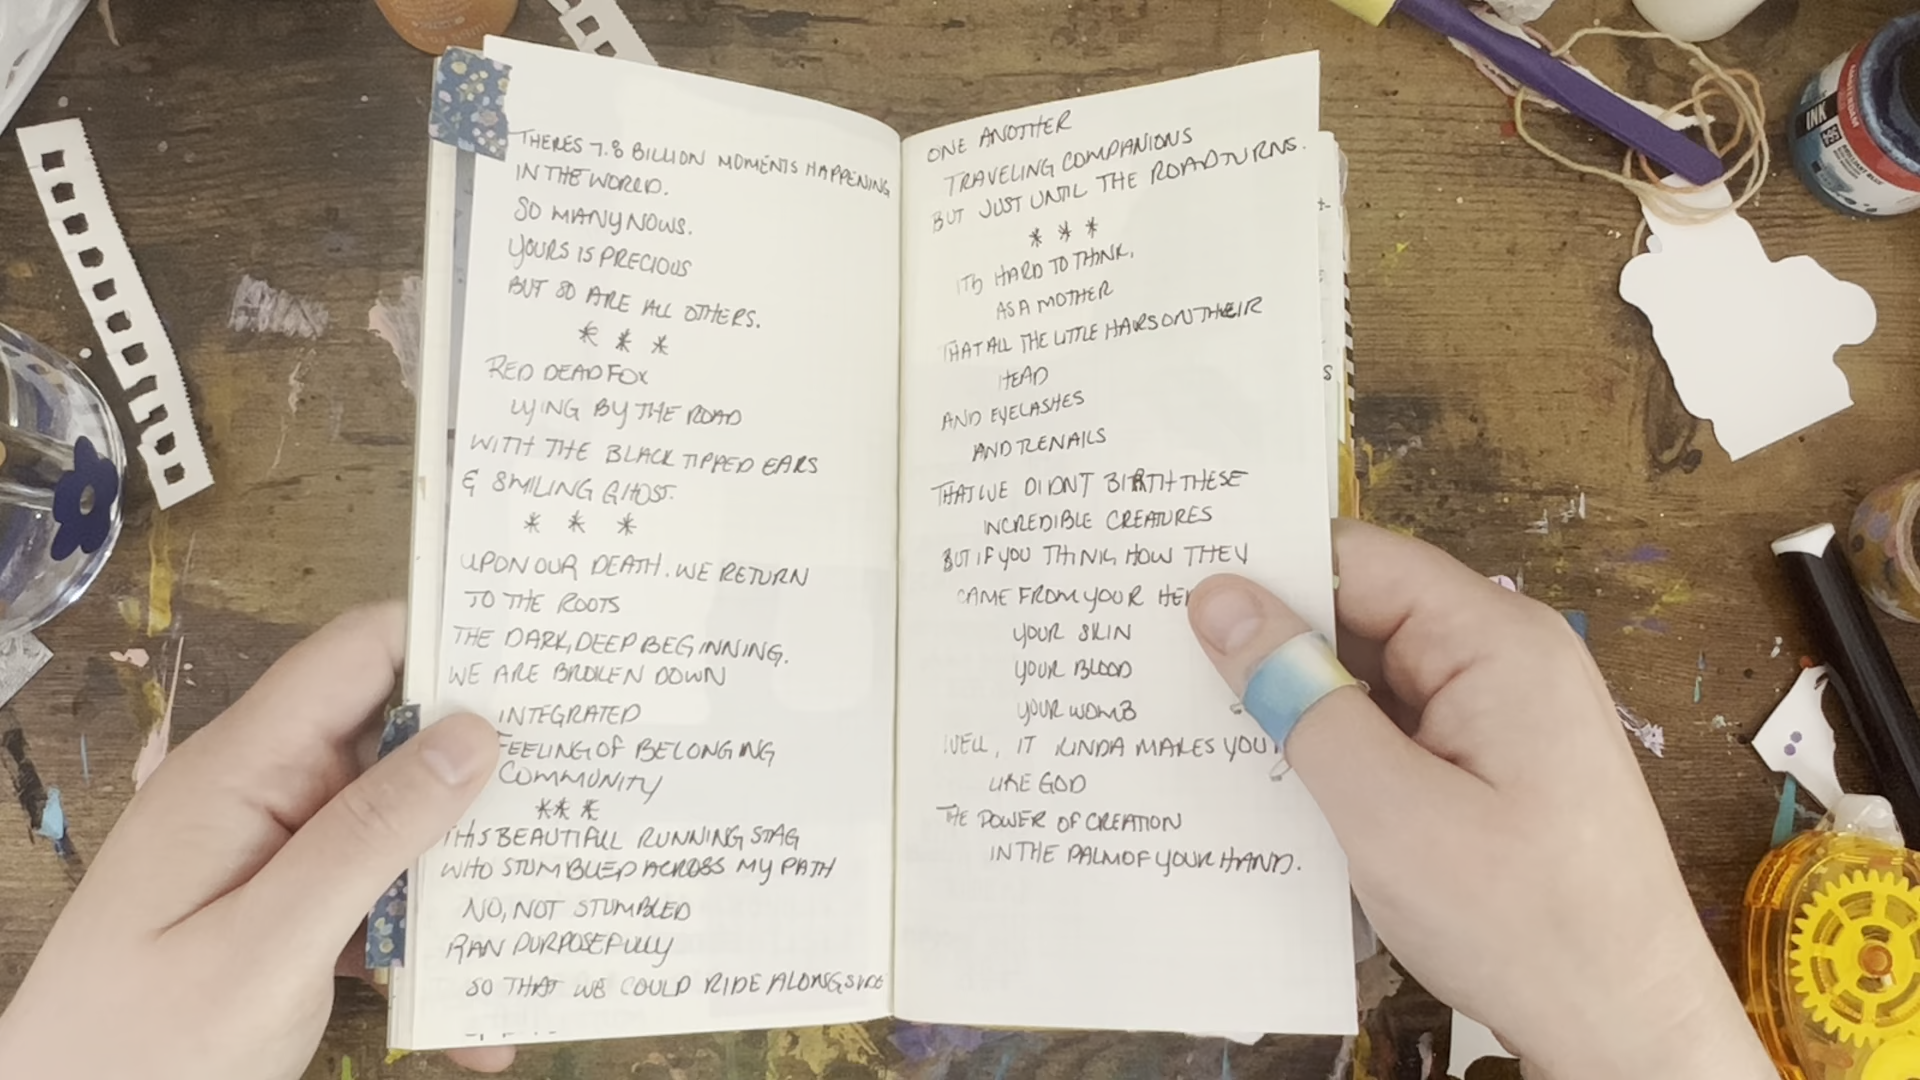 THERES 7.8 BILLION MOMENTS HAPPENING
IN THE WORLD.
SO MANY NOWS.
YOURS IS PRECIOUS
BUT SO ARE ALL OTHERS.
* * *
RED DEAD FOX
LYING BY THE ROAD
WITH THE BLACK TIPPED EARS
& SMILING GHOST.
* * *
UPON OUR DEATH. WE RETURN
TO THE ROOTS
THE DARK, DEEP BEGINNING.
WE ARE BROKEN DOWN
INTEGRATED
FEELING OF BELONGING
COMMUNITY
* * *
THIS BEAUTIFUL RUNNING STAG
WHO STUMBLED ACROSS MY PATH
NO, NOT STUMBLED
RAN PURPOSEFULLY
SO THAT WE COULD RIDE ALONGSIDE
ONE ANOTHER
TRAVELING COMPANIONS
BUT JUST UNTIL THE ROAD TURNS.
* * *
ITS HARD TO THINK,
AS A MOTHER
THAT ALL THE LITTLE HAIRS ON THEIR
HEAD
AND EYELASHES
AND TOENAILS
THAT WE DIDNT BIRTH THESE
INCREDIBLE CREATURES
BUT IF YOU THINK HOW THEY
CAME FROM YOUR
YOUR SKIN
YOUR BLOOD
YOUR WOMB
WELL, IT KINDA MAKES YOU
LIKE GOD
THE POWER OF CREATION
IN THE PALM OF YOUR HAND.
INK